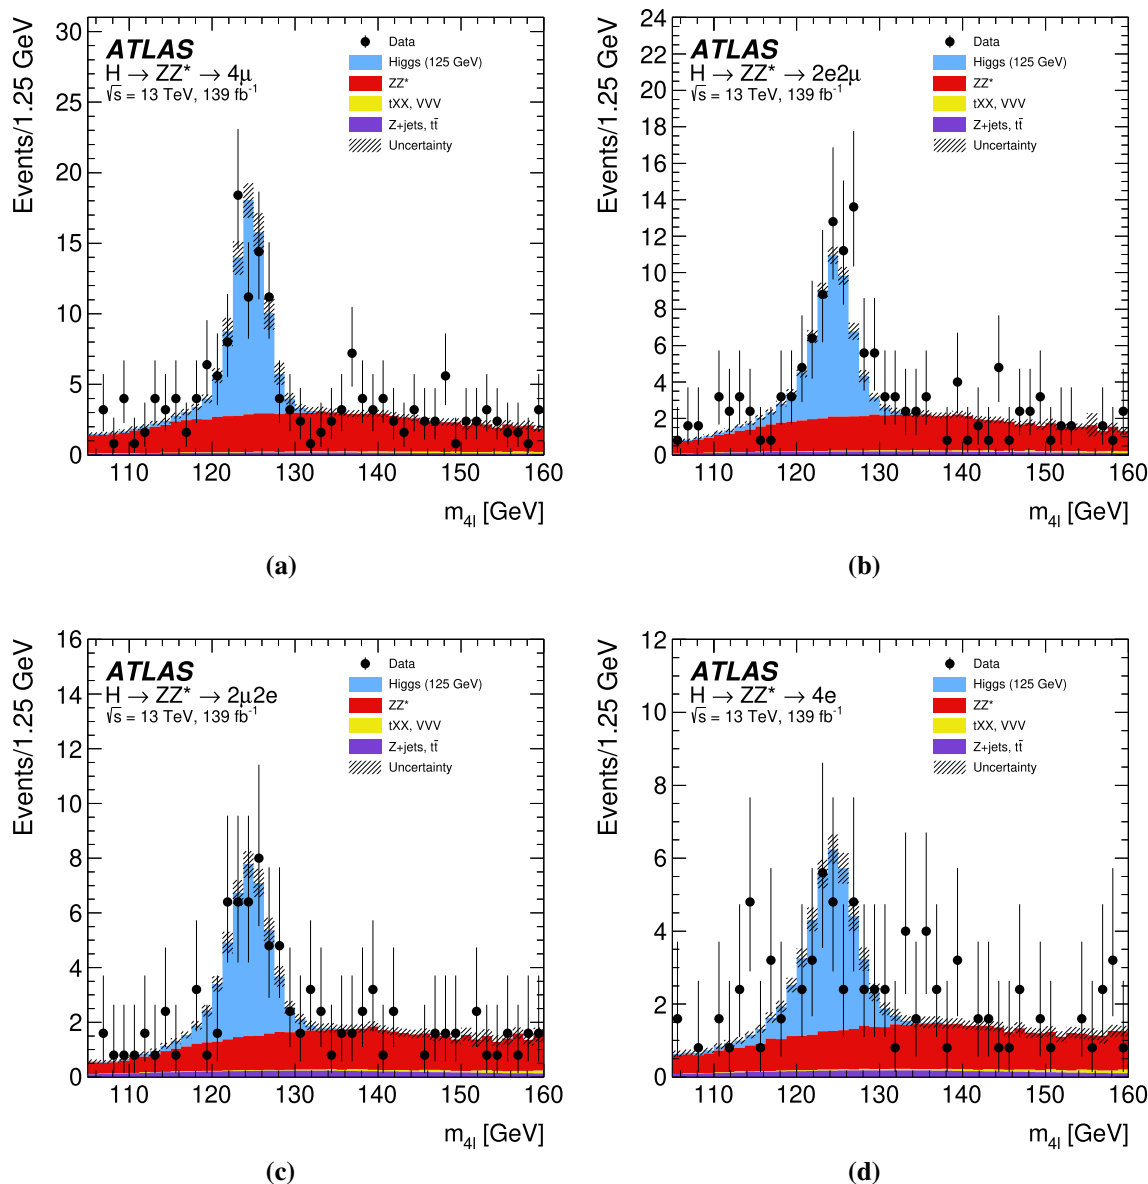 Events/1.25 GeV
30
25
20
15
10
5
0
ATLAS
H → ZZ* → 4μ
√s = 13 TeV, 139 fb⁻¹
Data
Higgs (125 GeV)
ZZ*
tXX, VVV
Z+jets, tt̄
Uncertainty
110 120 130 140 150 160
m4l [GeV]
(a)
Events/1.25 GeV
24
22
20
18
16
14
12
10
8
6
4
2
0
ATLAS
H → ZZ* → 2e2μ
√s = 13 TeV, 139 fb⁻¹
Data
Higgs (125 GeV)
ZZ*
tXX, VVV
Z+jets, tt̄
Uncertainty
110 120 130 140 150 160
m4l [GeV]
(b)
Events/1.25 GeV
16
14
12
10
8
6
4
2
0
ATLAS
H → ZZ* → 2μ2e
√s = 13 TeV, 139 fb⁻¹
Data
Higgs (125 GeV)
ZZ*
tXX, VVV
Z+jets, tt̄
Uncertainty
110 120 130 140 150 160
m4l [GeV]
(c)
Events/1.25 GeV
12
10
8
6
4
2
0
ATLAS
H → ZZ* → 4e
√s = 13 TeV, 139 fb⁻¹
Data
Higgs (125 GeV)
ZZ*
tXX, VVV
Z+jets, tt̄
Uncertainty
110 120 130 140 150 160
m4l [GeV]
(d)